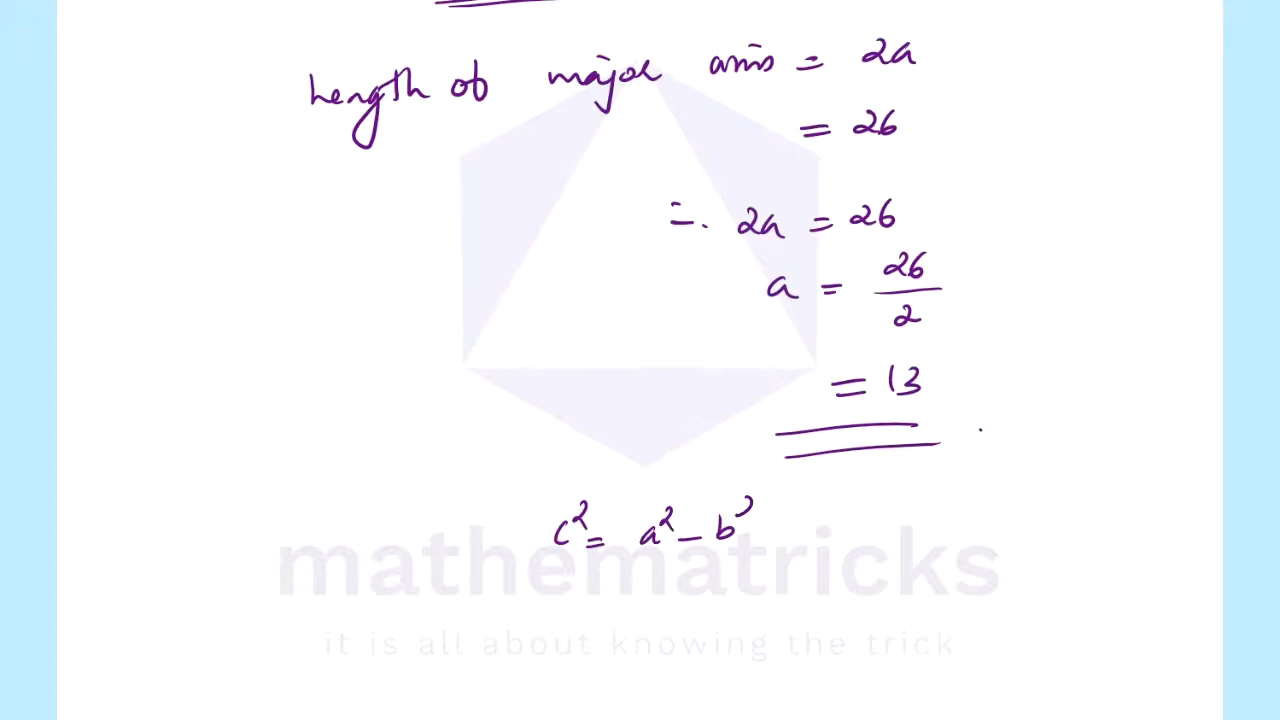 Length of major axis = 2a
= 26
∴ 2a = 26
a = 26/2
= 13
c² = a² - b²
mathematricks
it is all about knowing the trick